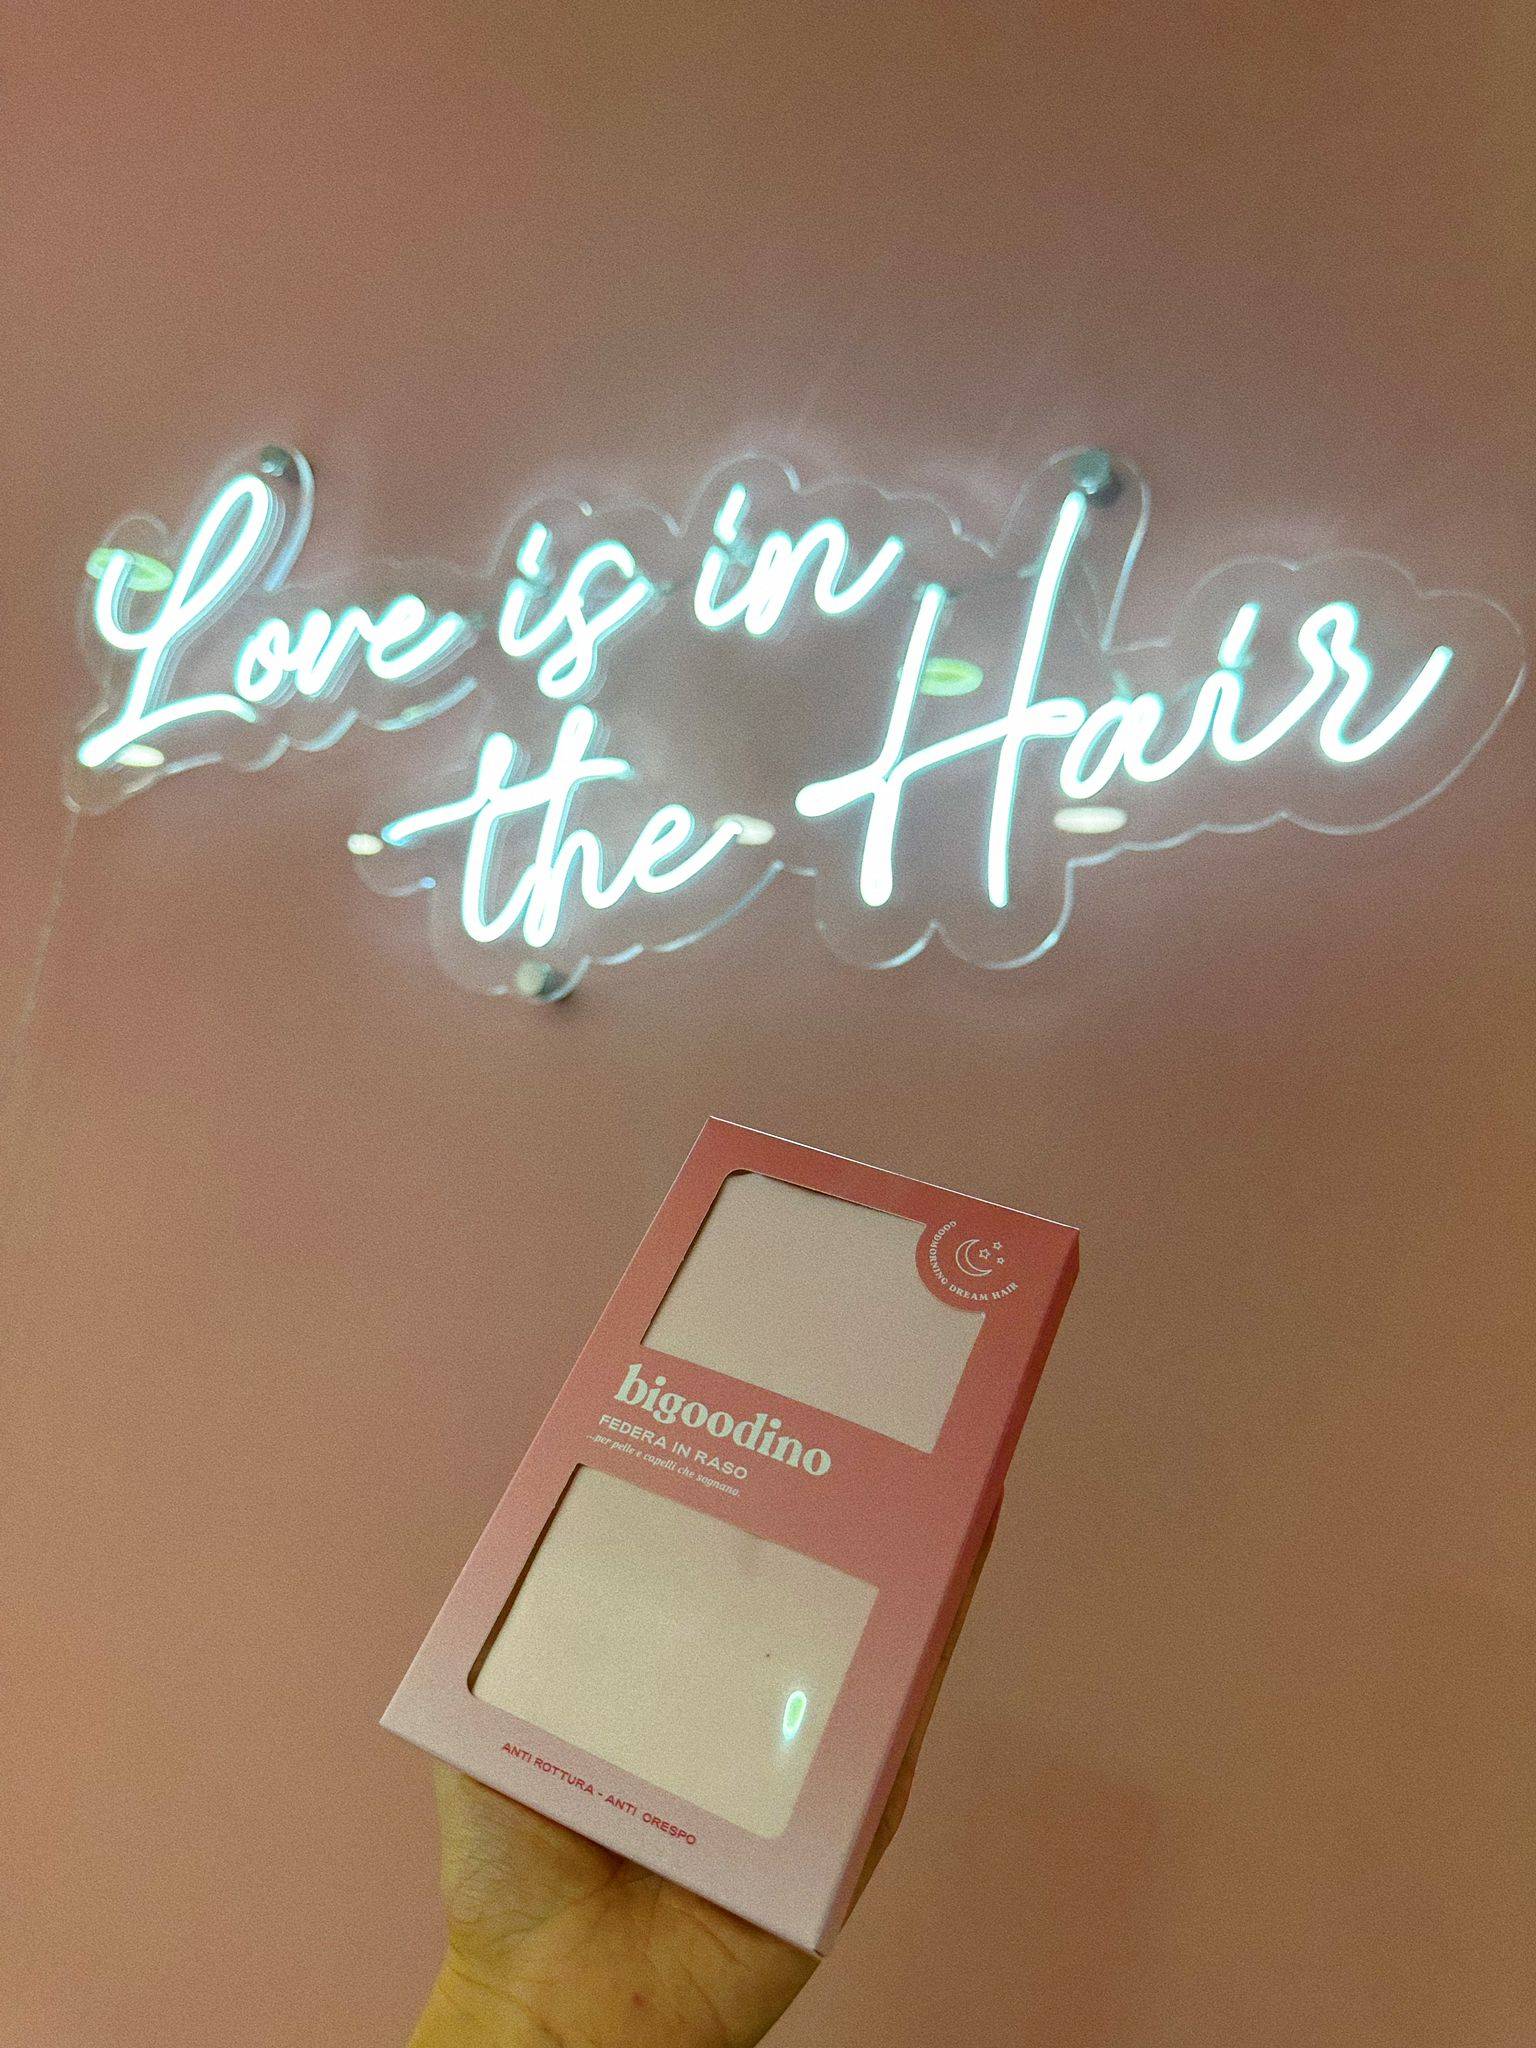 Love is in
the Hair
GOODMORNING DREAM HAIR
bigoodino
FEDERA IN RASO
...per pelle e capelli che sognano.
ANTI ROTTURA - ANTI CRESPO